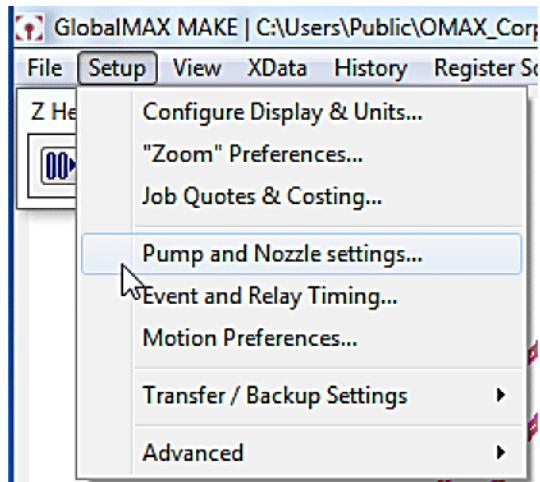 GlobalMAX MAKE | C:\Users\Public\OMAX_Corp
File Setup View XData History Register
Z He
Configure Display & Units...
"Zoom" Preferences...
Job Quotes & Costing...
Pump and Nozzle settings...
Event and Relay Timing...
Motion Preferences...
Transfer / Backup Settings
Advanced